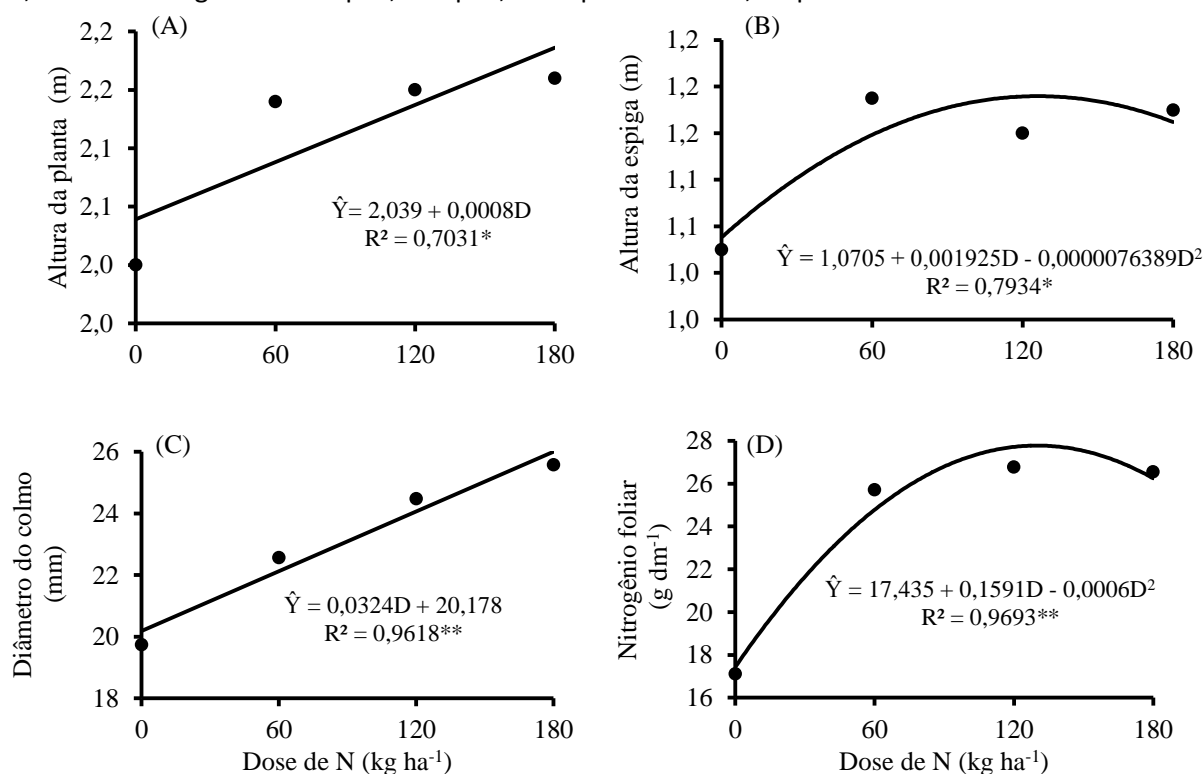 (A)
Altura da planta (m)
2,2
2,2
2,1
2,1
2,0
2,0
Ŷ= 2,039 + 0,0008D
R² = 0,7031*
0 60 120 180
(B)
Altura da espiga (m)
1,2
1,2
1,2
1,1
1,1
1,0
1,0
Ŷ = 1,0705 + 0,001925D - 0,0000076389D²
R² = 0,7934*
0 60 120 180
(C)
Diâmetro do colmo
(mm)
26
24
22
20
18
Ŷ = 0,0324D + 20,178
R² = 0,9618**
0 60 120 180
Dose de N (kg ha⁻¹)
(D)
Nitrogênio foliar
(g dm⁻¹)
28
26
24
22
20
18
16
Ŷ = 17,435 + 0,1591D - 0,0006D²
R² = 0,9693**
0 60 120 180
Dose de N (kg ha⁻¹)